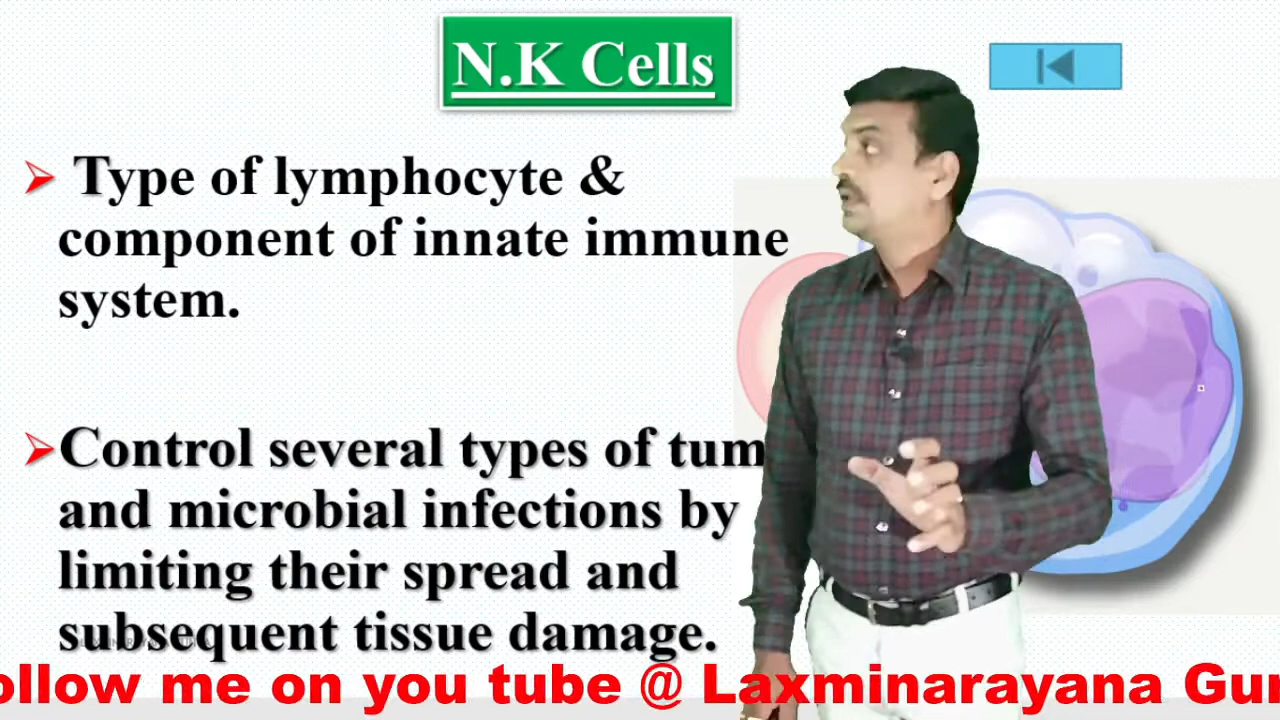 N.K Cells
Type of lymphocyte &
component of innate immune
system.
Control several types of tum
and microbial infections by
limiting their spread and
subsequent tissue damage.
ollow me on you tube @ Laxminarayana Gur